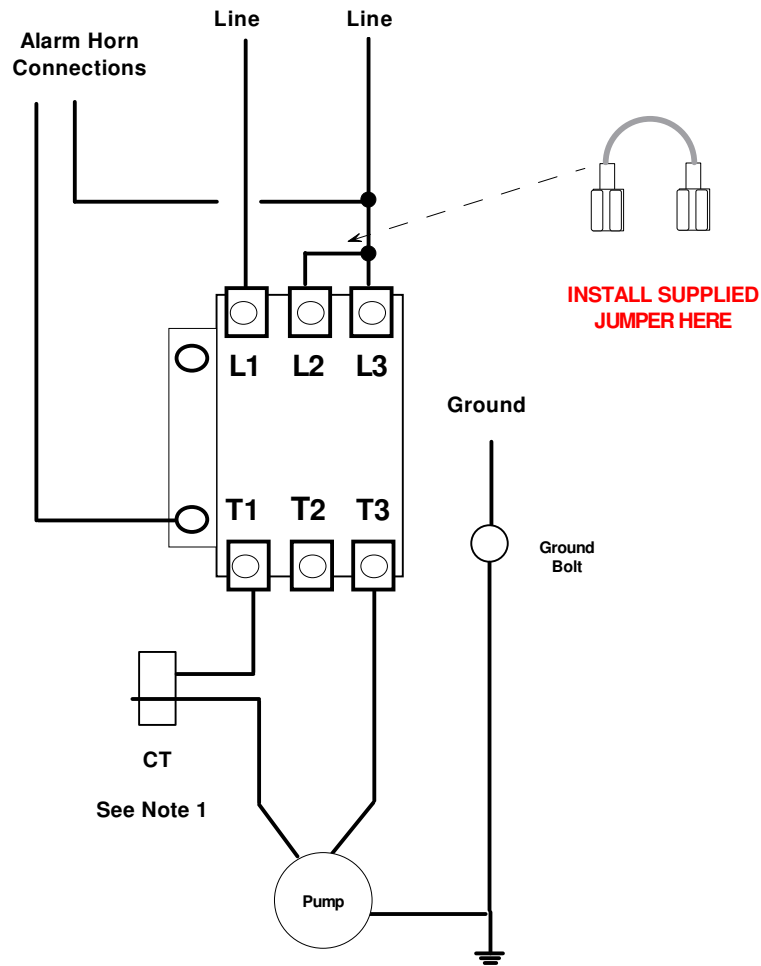 Line
Line
Alarm Horn
Connections
INSTALL SUPPLIED
JUMPER HERE
L1
L2
L3
Ground
T1
T2
T3
Ground
Bolt
CT
See Note 1
Pump